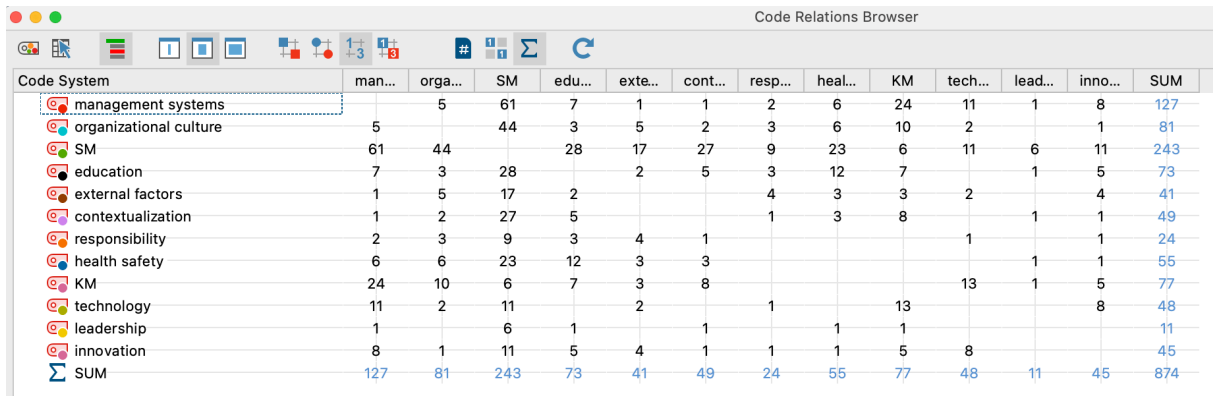 Code Relations Browser
Code System man... orga... SM edu... exte... cont... resp... heal... KM tech... lead... inno... SUM
management systems 5 61 7 1 1 2 6 24 11 1 8 127
organizational culture 5 44 3 5 2 3 6 10 2 1 81
SM 61 44 28 17 27 9 23 6 11 6 11 243
education 7 3 28 2 5 3 12 7 1 5 73
external factors 1 5 17 2 4 3 3 2 4 41
contextualization 1 2 27 5 1 3 8 1 1 49
responsibility 2 3 9 3 4 1 1 1 24
health safety 6 6 23 12 3 3 1 1 55
KM 24 10 6 7 3 8 13 1 5 77
technology 11 2 11 2 1 13 8 48
leadership 1 6 1 1 1 1 11
innovation 8 1 11 5 4 1 1 1 5 8 45
Σ SUM 127 81 243 73 41 49 24 55 77 48 11 45 874